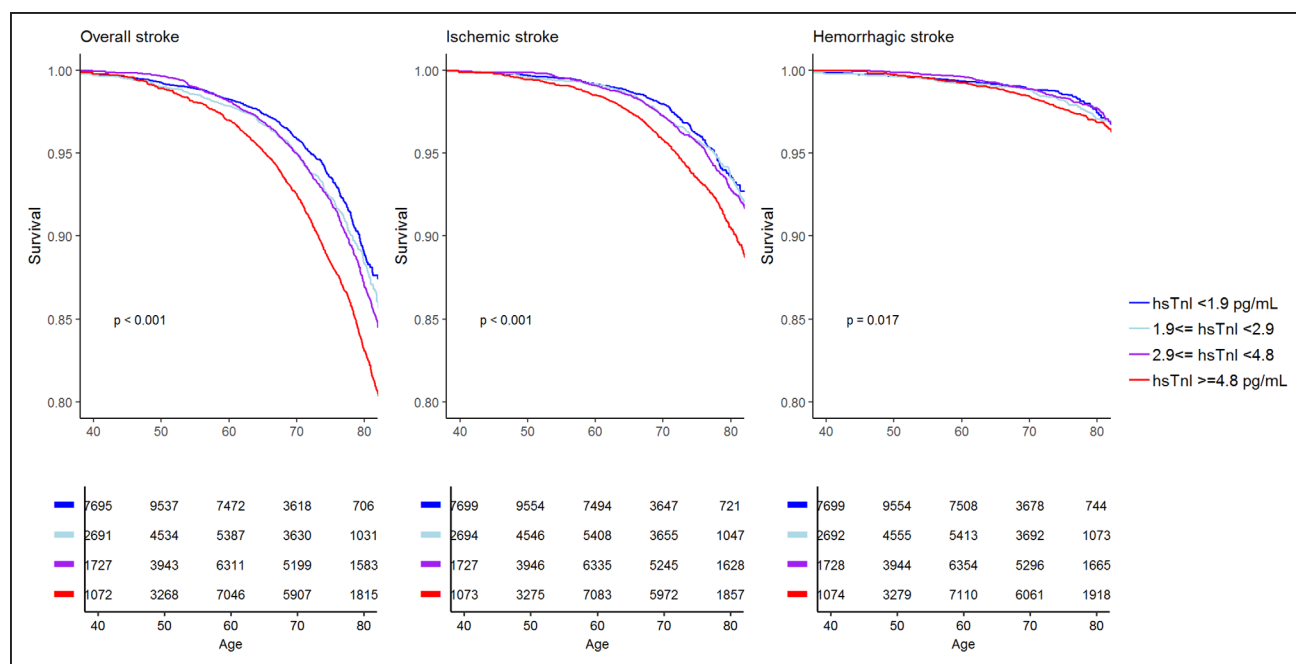 Overall stroke
Ischemic stroke
Hemorrhagic stroke
1.00
0.95
0.90
0.85
0.80
Survival
p < 0.001
40 50 60 70 80
1.00
0.95
0.90
0.85
0.80
Survival
p < 0.001
40 50 60 70 80
1.00
0.95
0.90
0.85
0.80
Survival
p = 0.017
40 50 60 70 80
hsTnI <1.9 pg/mL
1.9<= hsTnI <2.9
2.9<= hsTnI <4.8
hsTnI >=4.8 pg/mL
7695 9537 7472 3618 706
2691 4534 5387 3630 1031
1727 3943 6311 5199 1583
1072 3268 7046 5907 1815
40 50 60 70 80
Age
7699 9554 7494 3647 721
2694 4546 5408 3655 1047
1727 3946 6335 5245 1628
1073 3275 7083 5972 1857
40 50 60 70 80
Age
7699 9554 7508 3678 744
2692 4555 5413 3692 1073
1728 3944 6354 5296 1665
1074 3279 7110 6061 1918
40 50 60 70 80
Age